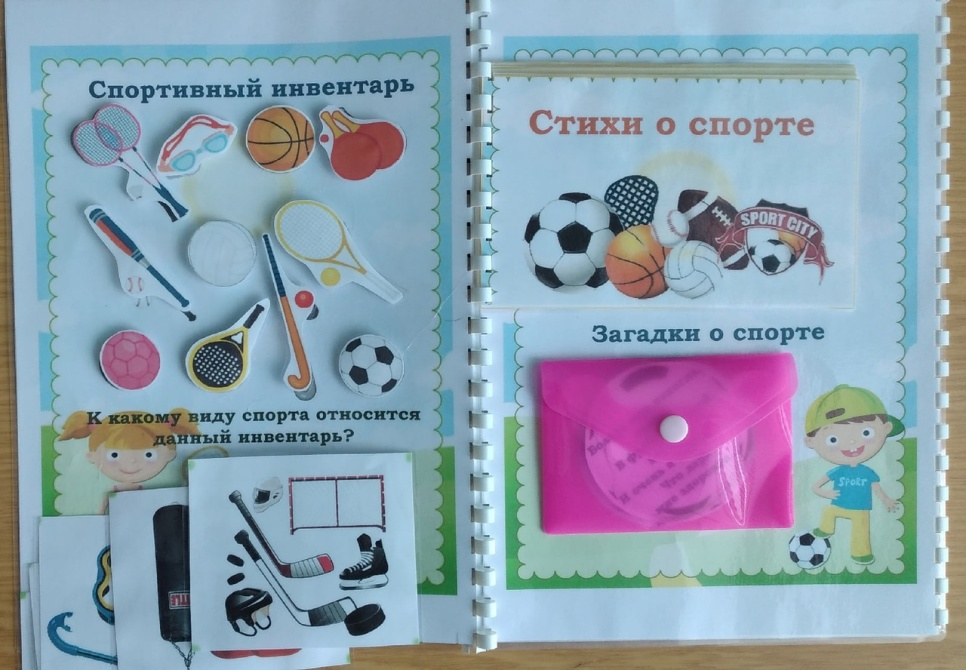 Спортивный инвентарь
К какому виду спорта относится
данный инвентарь?
Стихи о спорте
SPORT CITY
Загадки о спорте
SPORT